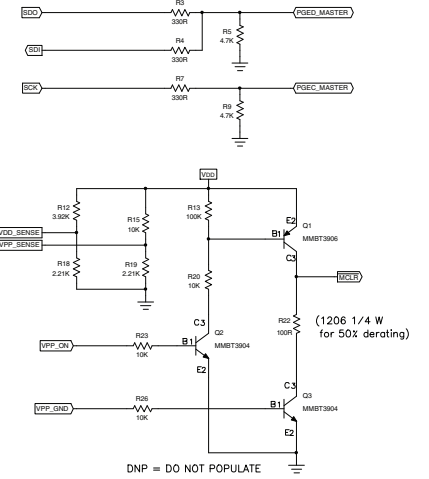 R3
SDO
330R
PGED_MASTER
R5
4.7K
R4
SDI
330R
R7
SCK
330R
PGEC_MASTER
R9
4.7K
VDD
R12
3.92K
R15
10K
R13
100K
E2
Q1
B1
MMBT3906
C3
VDD_SENSE
VPP_SENSE
R18
2.21K
R19
2.21K
R20
10K
MCLR
R22
100R
(1206 1/4 W
for 50% derating)
C3
Q2
R23
VPP_ON
10K
B1
MMBT3904
E2
C3
Q3
R26
VPP_GND
10K
B1
MMBT3904
E2
DNP = DO NOT POPULATE